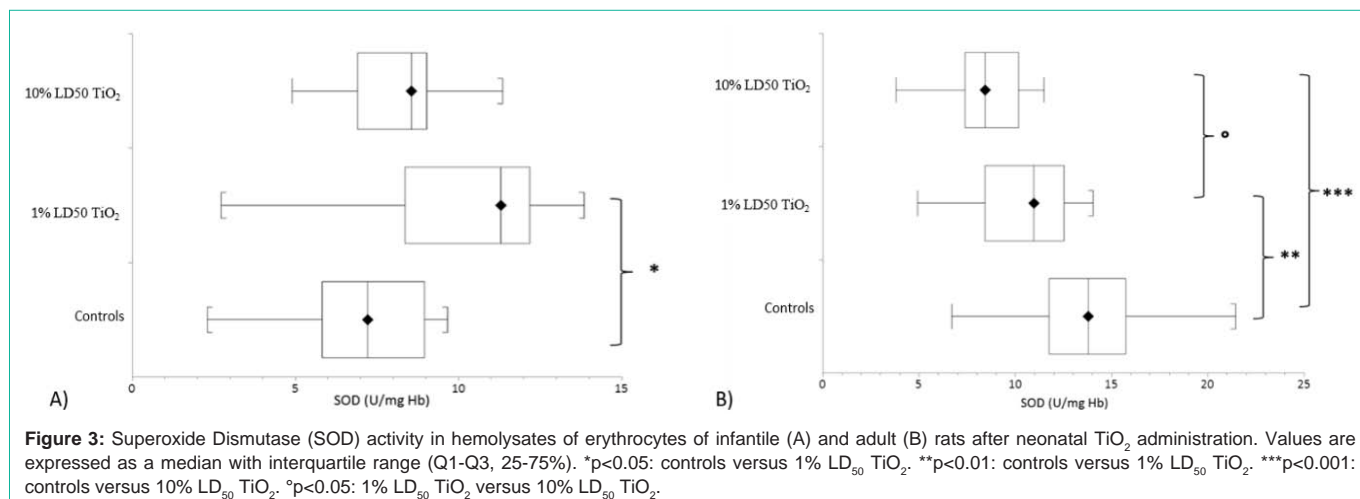 10% LD50 TiO₂
1% LD50 TiO₂
Controls
*
0 5 10 15
A) SOD (U/mg Hb)
10% LD50 TiO₂
1% LD50 TiO₂
Controls
°
**
***
0 5 10 15 20 25
B) SOD (U/mg Hb)
Figure 3: Superoxide Dismutase (SOD) activity in hemolysates of erythrocytes of infantile (A) and adult (B) rats after neonatal TiO₂ administration. Values are
expressed as a median with interquartile range (Q1-Q3, 25-75%). *p<0.05: controls versus 1% LD₅₀ TiO₂. **p<0.01: controls versus 1% LD₅₀ TiO₂. ***p<0.001:
controls versus 10% LD₅₀ TiO₂. °p<0.05: 1% LD₅₀ TiO₂ versus 10% LD₅₀ TiO₂.